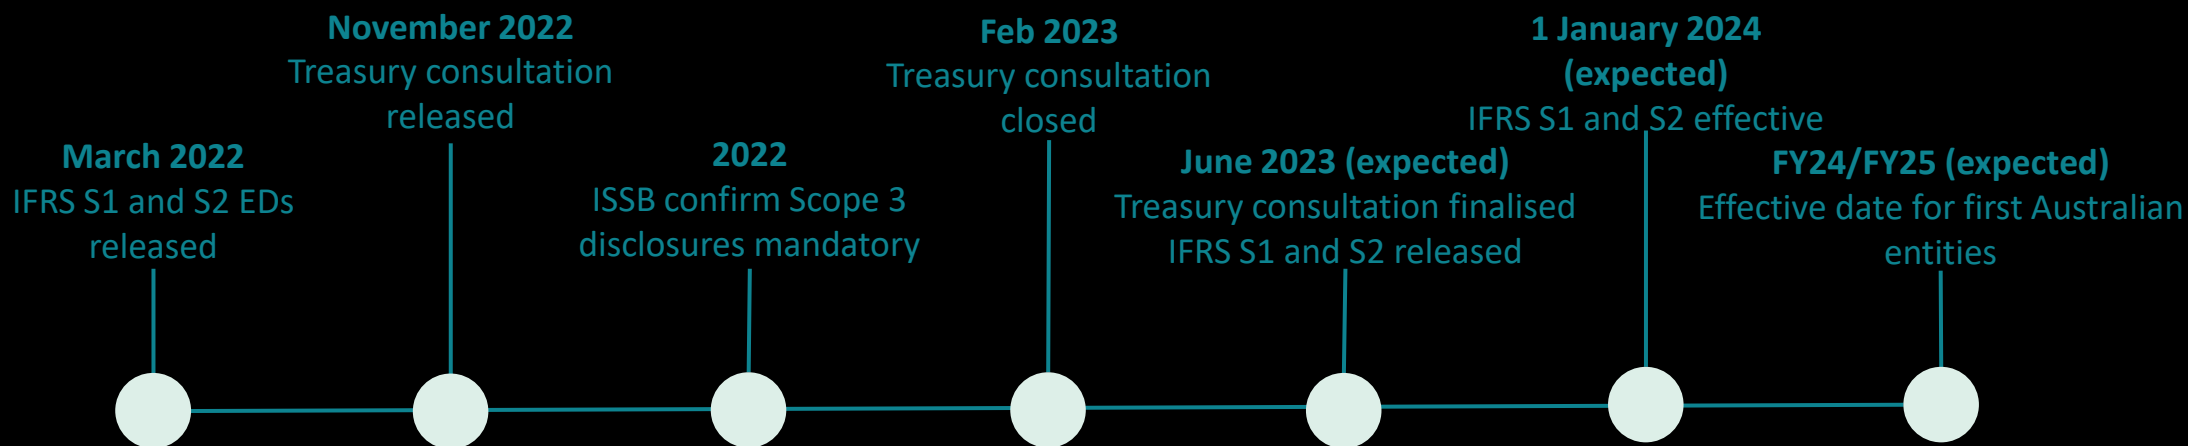 March 2022
IFRS S1 and S2 EDs
released
November 2022
Treasury consultation
released
2022
ISSB confirm Scope 3
disclosures mandatory
Feb 2023
Treasury consultation
closed
June 2023 (expected)
Treasury consultation finalised
IFRS S1 and S2 released
1 January 2024
(expected)
IFRS S1 and S2 effective
FY24/FY25 (expected)
Effective date for first Australian
entities